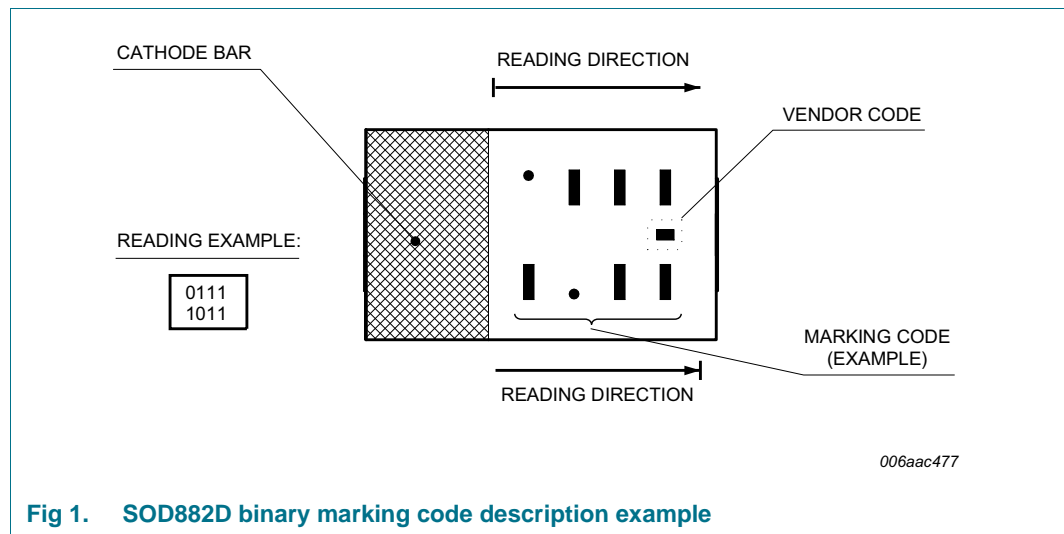 CATHODE BAR
READING DIRECTION
VENDOR CODE
READING EXAMPLE:
0111
1011
MARKING CODE
(EXAMPLE)
READING DIRECTION
006aac477
Fig 1. SOD882D binary marking code description example